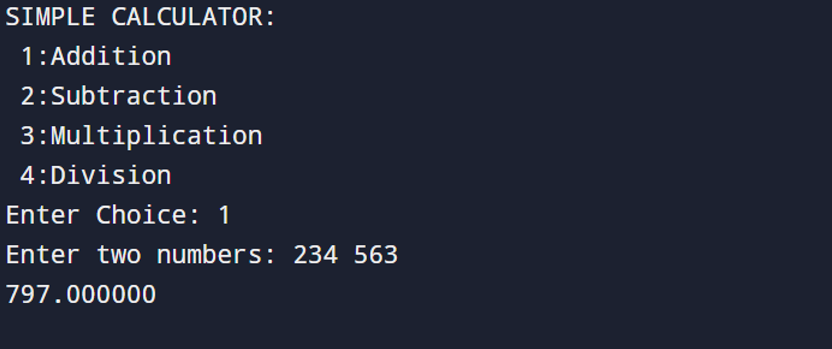 SIMPLE CALCULATOR:
 1:Addition
 2:Subtraction
 3:Multiplication
 4:Division
Enter Choice: 1
Enter two numbers: 234 563
797.000000